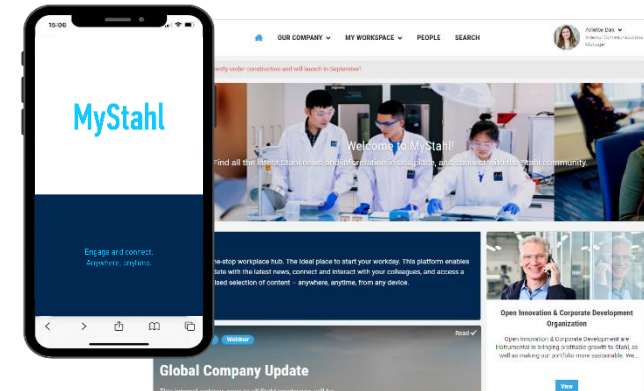 15:06
MyStahl
Engage and connect.
Anywhere, anytime.
OUR COMPANY
MY WORKSPACE
PEOPLE
SEARCH
Arlette Bax
Manager
ently under construction and will launch in September!
Welcome to MyStahl!
Find all the latest Stahl news and information in one place, and connect with the Stahl community.
e-stop workplace hub. The ideal place to start your workday. This platform enables
date with the latest news, connect and interact with your colleagues, and access a
ised selection of content – anywhere, anytime, from any device.
Open Innovation & Corporate Development
Organization
Open Innovation & Corporate Development are
instrumental in bringing profitable growth to Stahl, as
well as making our portfolio more sustainable. We...
View
Webinar
Read
Global Company Update